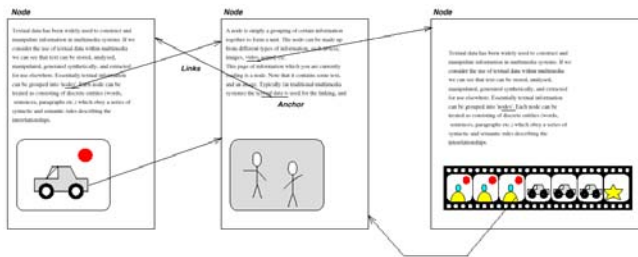 Node
Textual data has been widely used to construct and
manipulate information in multimedia systems. If we
consider the use of textual data within multimedia
we can see that text can be stored, analysed,
manipulated, generated synthetically, and extracted
for use elsewhere. Essentially textual information
can be grouped into 'nodes'. Each node can be
treated as consisting of discrete entities (words,
sentences, paragraphs etc.) which obey a series of
syntactic and semantic rules describing the
interrelationships.
Links
Node
A node is simply a grouping of certain information
together to form a unit. The node can be made up
from different types of information, such as text,
images, video, sound etc.
This page of information which you are currently
reading is a node. Note that it contains some text,
and an image. Typically (in traditional multimedia
systems) the textual data is used for the linking, and
Anchor
Node
Textual data has been widely used to construct and
manipulate information in multimedia systems. If we
consider the use of textual data within multimedia
we can see that text can be stored, analysed,
manipulated, generated synthetically, and extracted
for use elsewhere. Essentially textual information
can be grouped into 'nodes'. Each node can be
treated as consisting of discrete entities (words,
sentences, paragraphs etc.) which obey a series of
syntactic and semantic rules describing the
interrelationships.